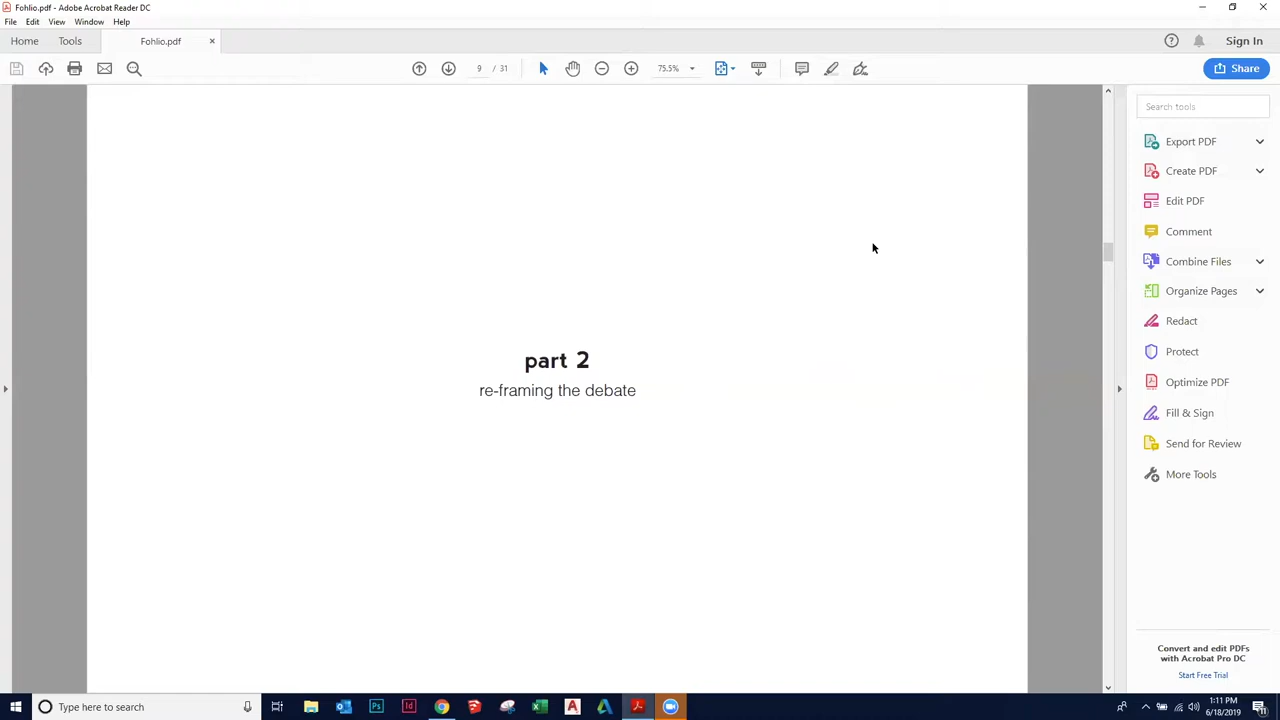 Fohlio.pdf - Adobe Acrobat Reader DC
File Edit View Window Help
Home Tools Fohlio.pdf × Sign In
9 / 31 75.5% Share
Search tools
Export PDF
Create PDF
Edit PDF
Comment
Combine Files
Organize Pages
Redact
Protect
Optimize PDF
Fill & Sign
Send for Review
More Tools
part 2
re-framing the debate
Convert and edit PDFs
with Acrobat Pro DC
Start Free Trial
Type here to search
1:11 PM
6/18/2019